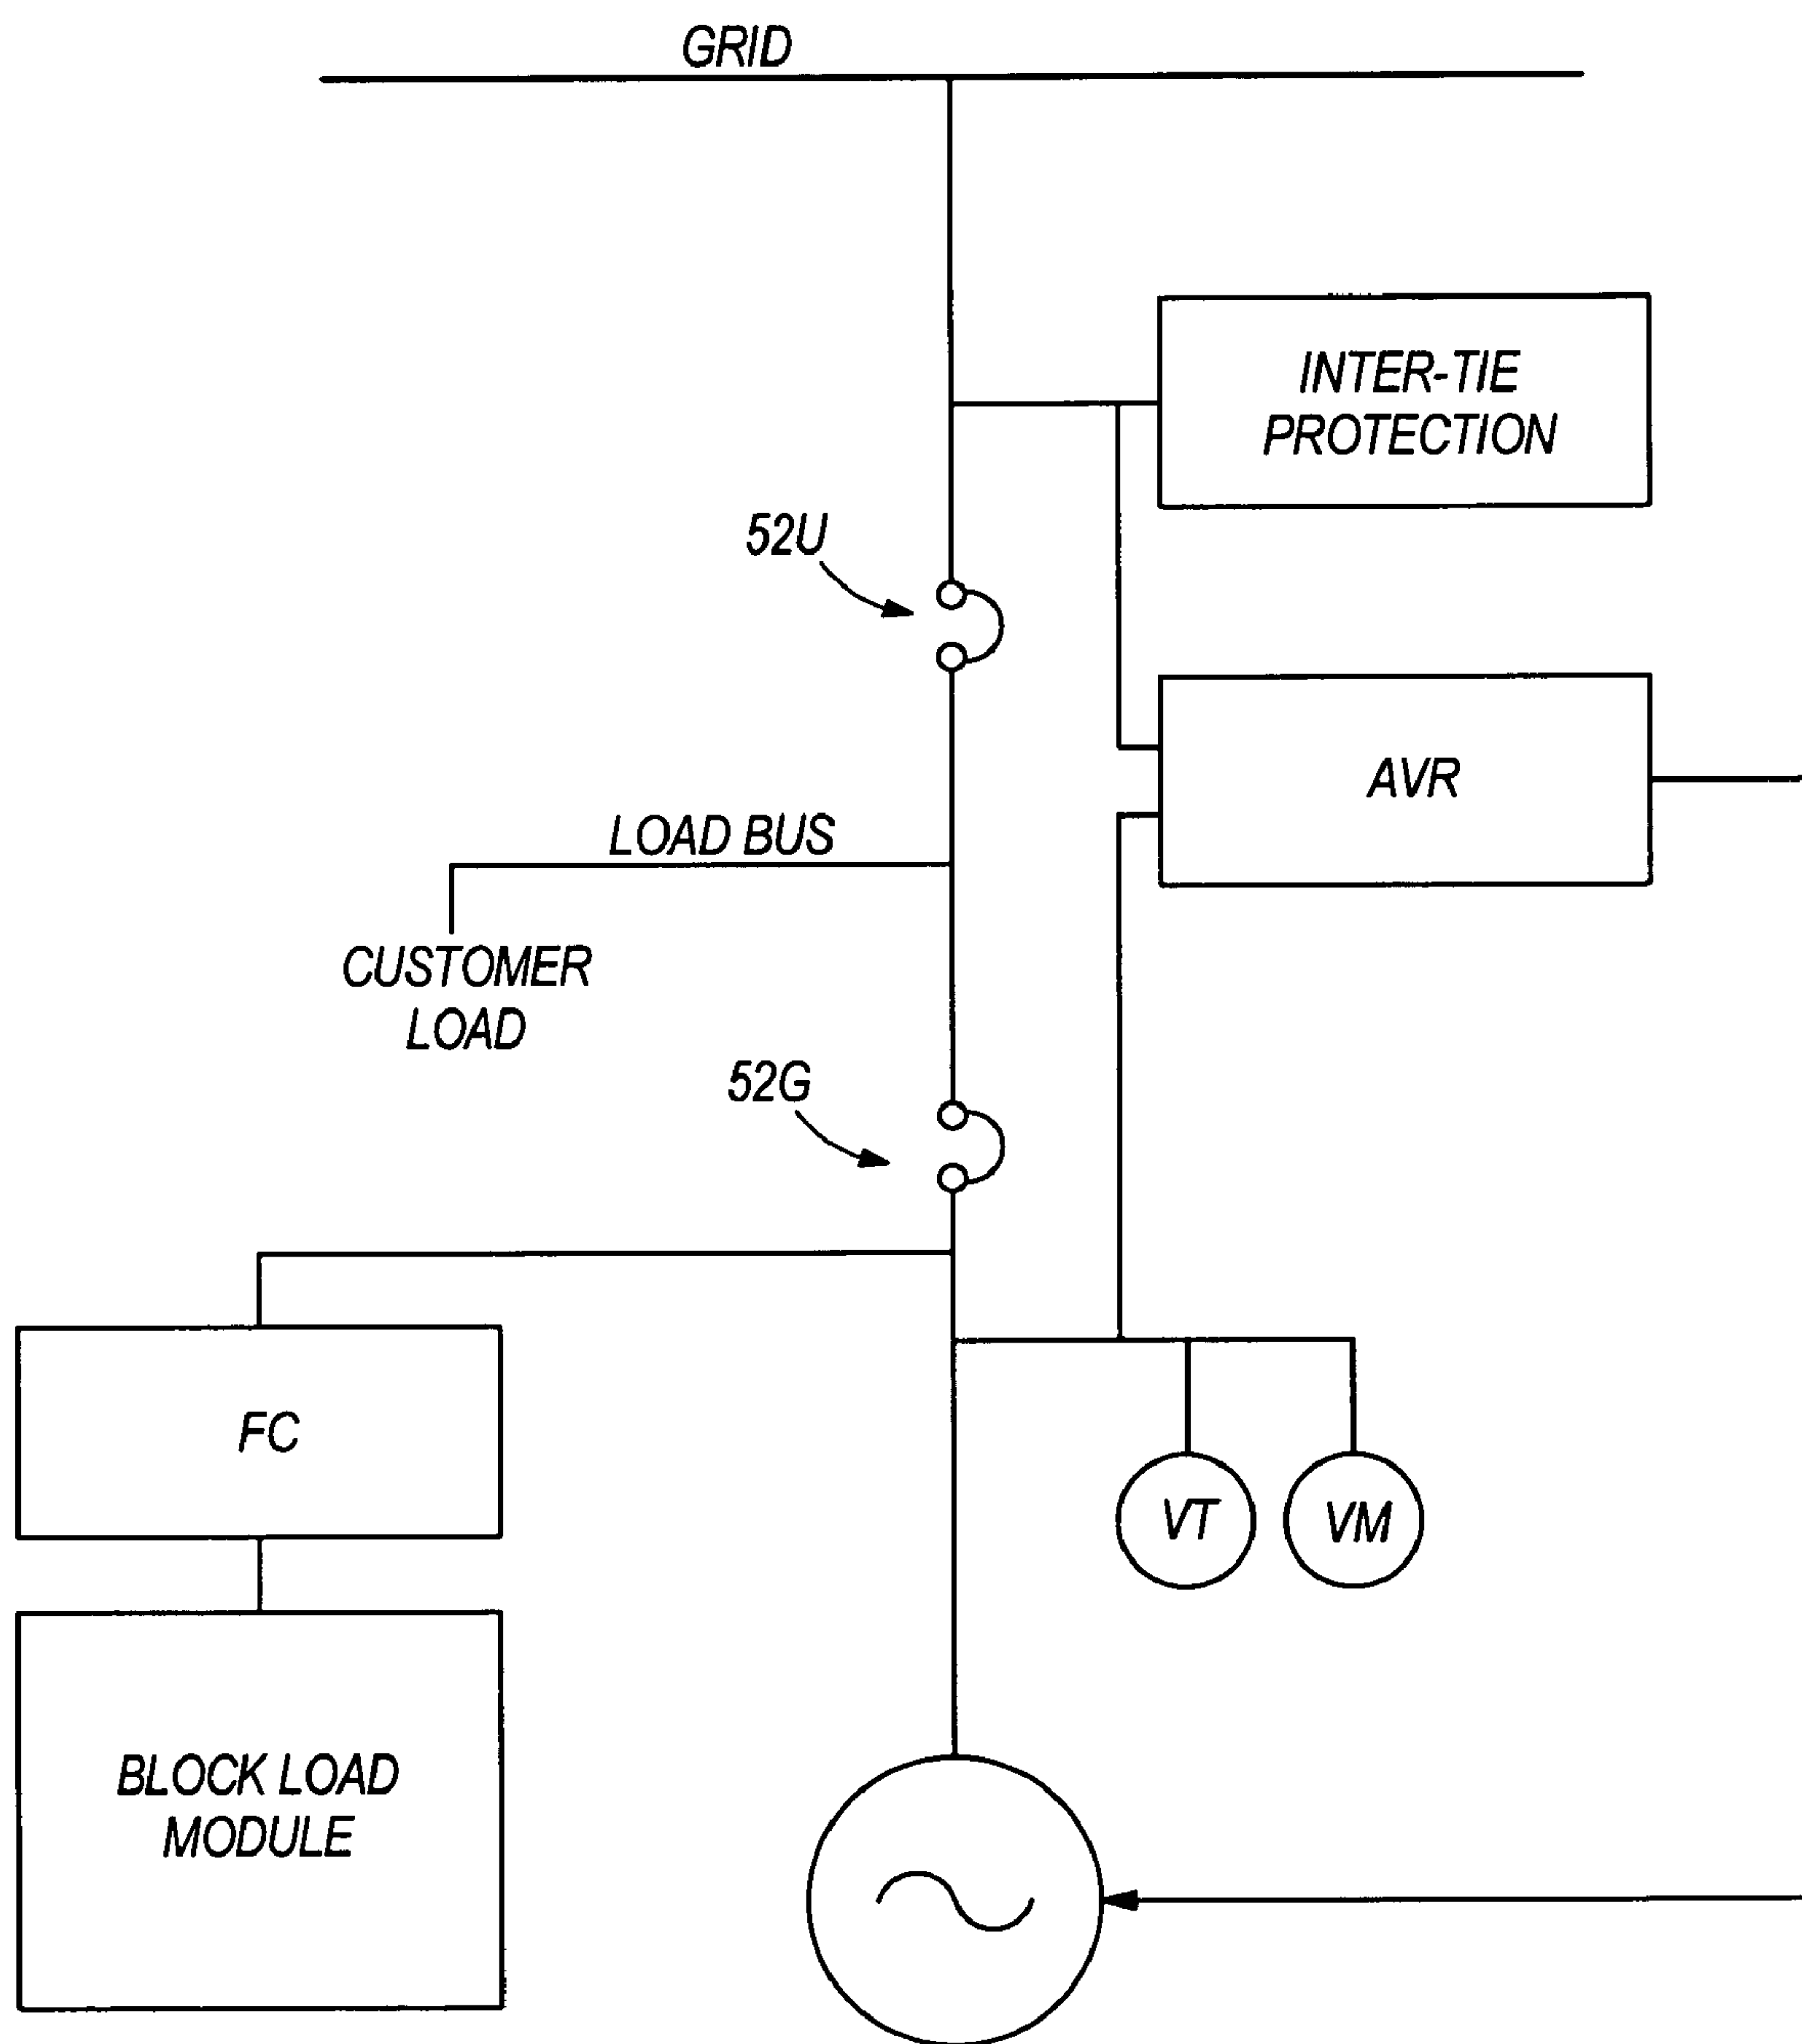 GRID
INTER-TIE
PROTECTION
52U
AVR
LOAD BUS
CUSTOMER
LOAD
52G
FC
VT
VM
BLOCK LOAD
MODULE